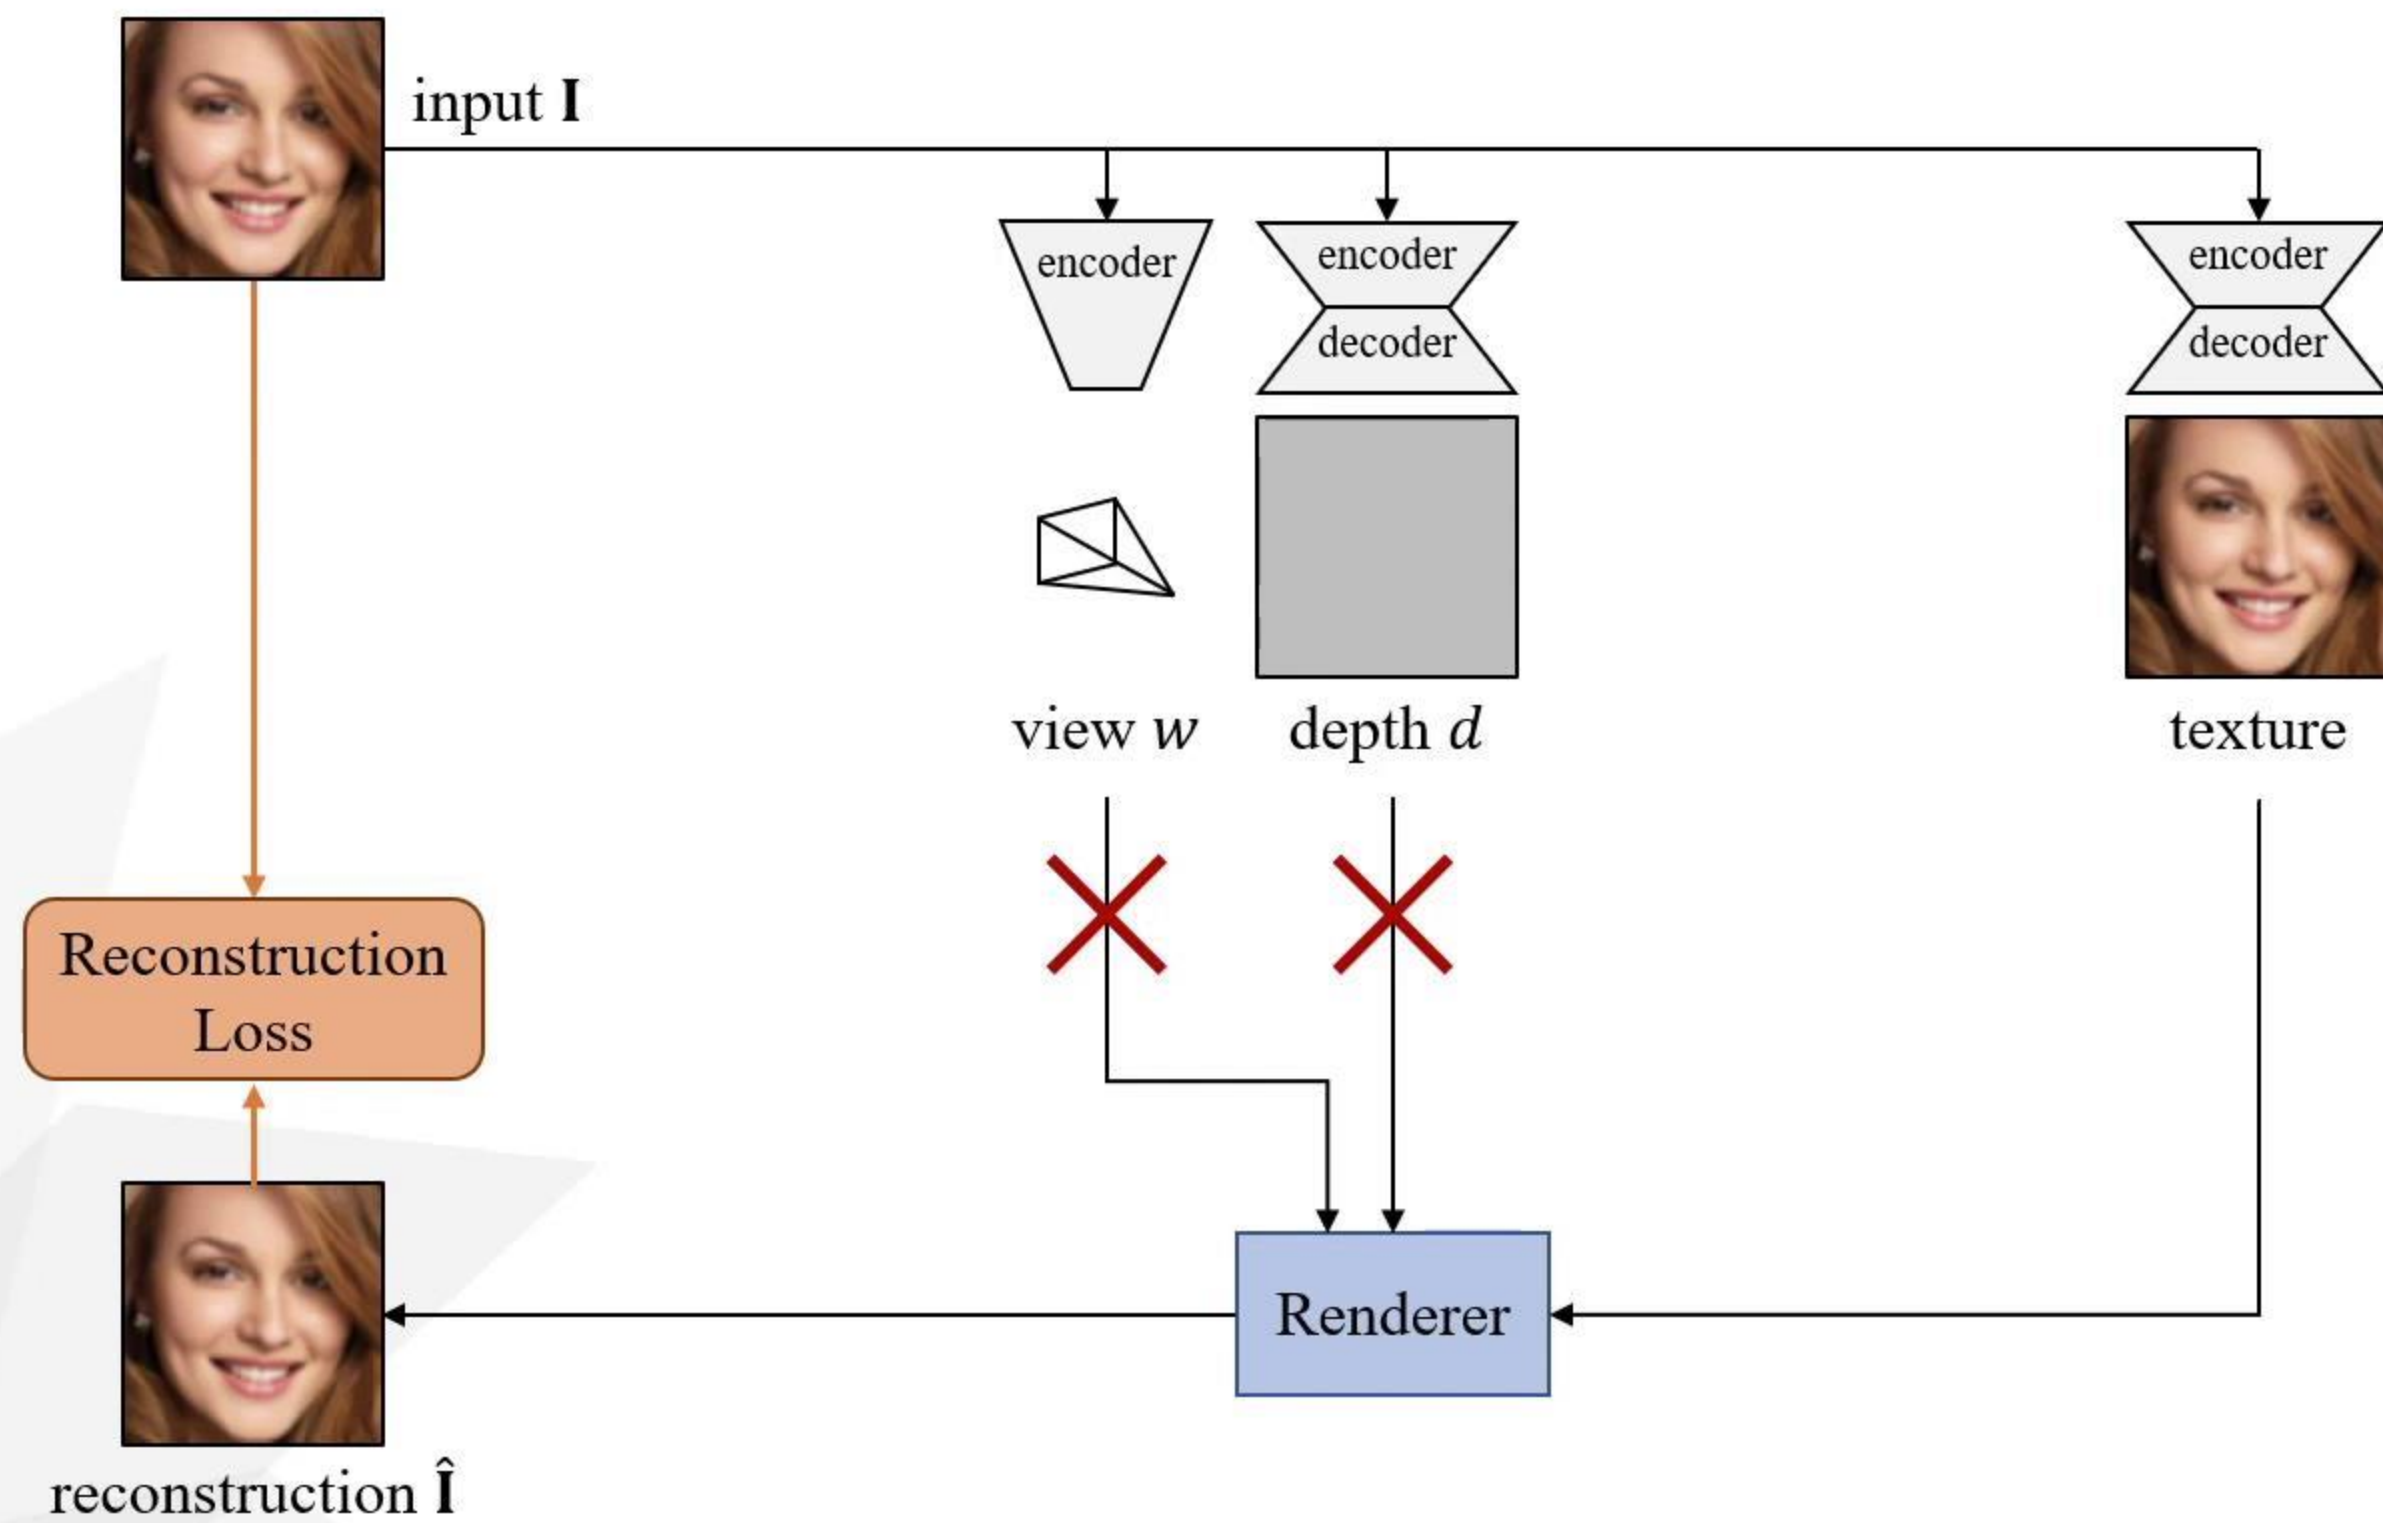 input I
encoder
encoder
decoder
encoder
decoder
view w
depth d
texture
Reconstruction
Loss
Renderer
reconstruction Î